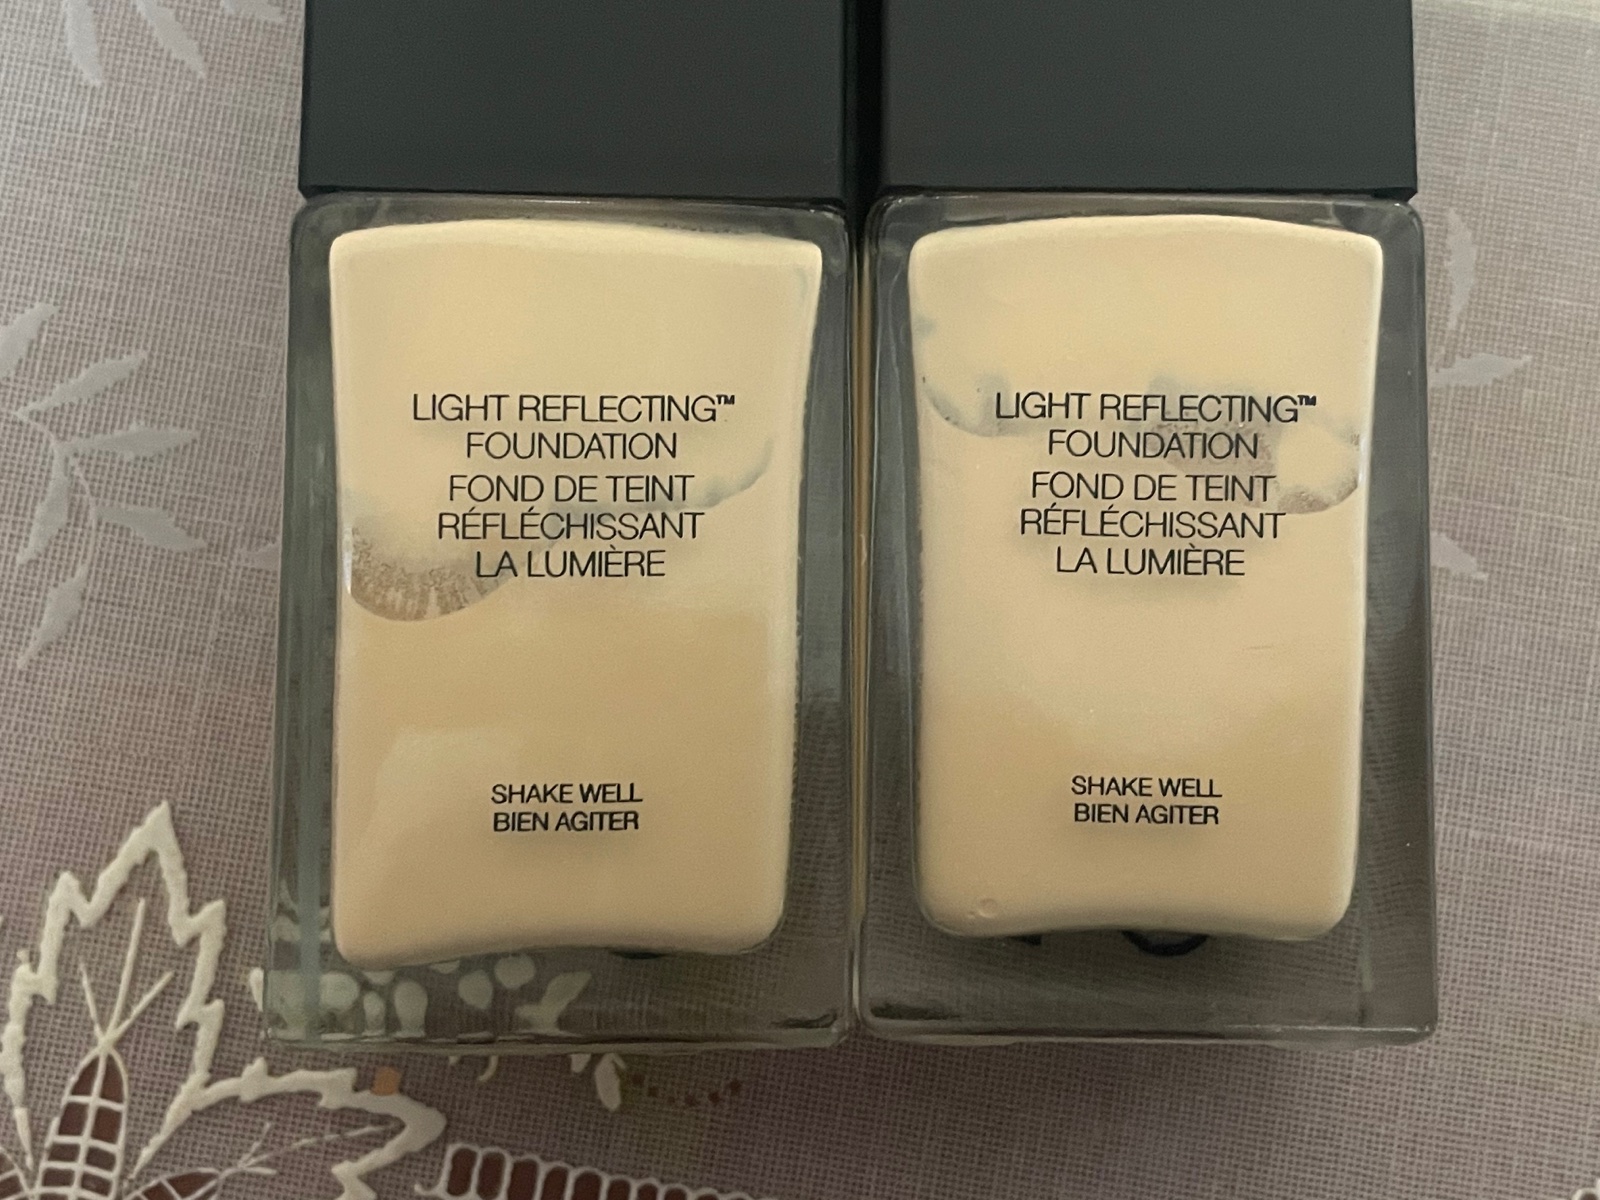 LIGHT REFLECTING™
FOUNDATION
FOND DE TEINT
RÉFLÉCHISSANT
LA LUMIÈRE
SHAKE WELL
BIEN AGITER
LIGHT REFLECTING™
FOUNDATION
FOND DE TEINT
RÉFLÉCHISSANT
LA LUMIÈRE
SHAKE WELL
BIEN AGITER